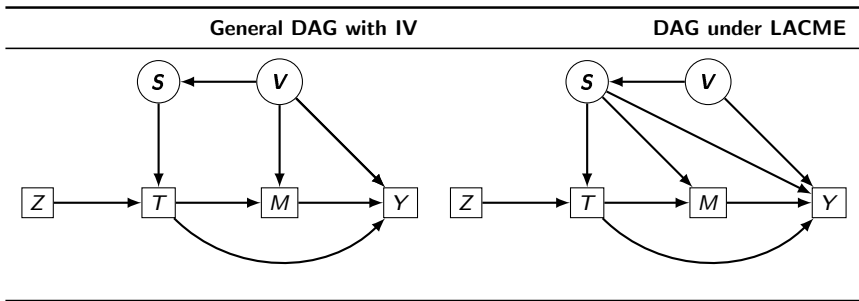 General DAG with IV DAG under LACME
S V S V
Z T M Y Z T M Y